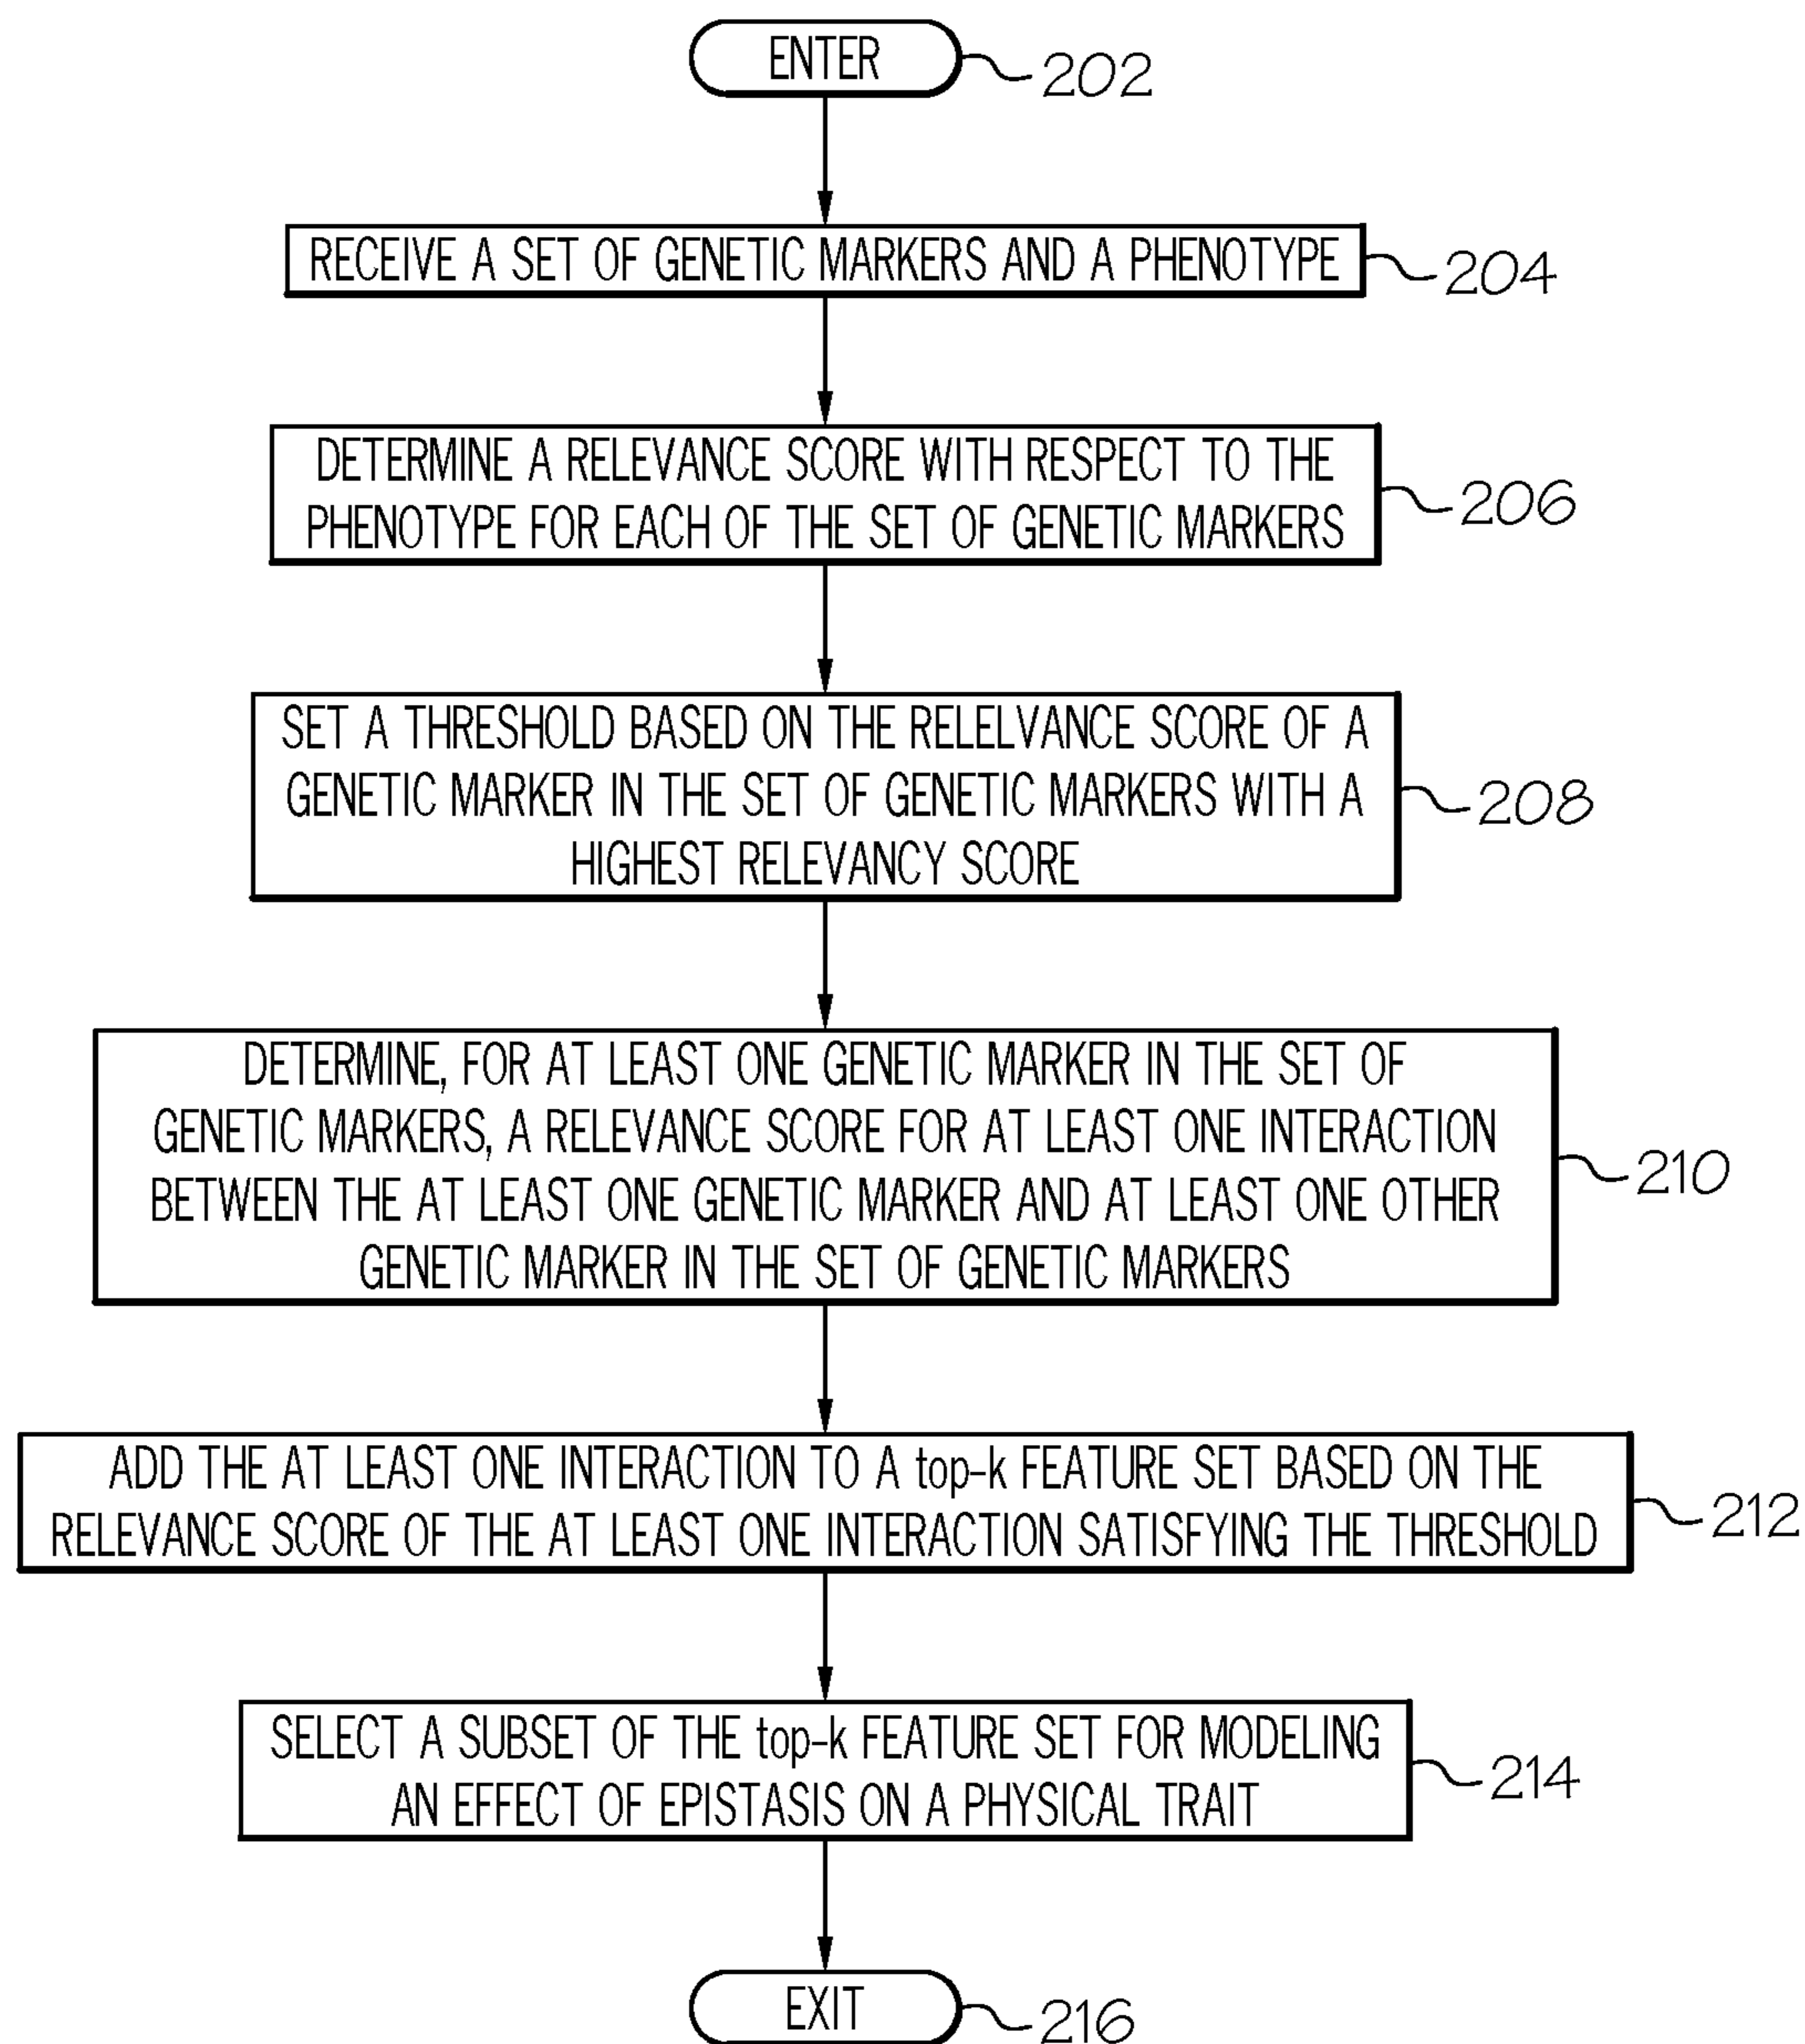 ENTER
202
RECEIVE A SET OF GENETIC MARKERS AND A PHENOTYPE
204
DETERMINE A RELEVANCE SCORE WITH RESPECT TO THE
PHENOTYPE FOR EACH OF THE SET OF GENETIC MARKERS
206
SET A THRESHOLD BASED ON THE RELELVANCE SCORE OF A
GENETIC MARKER IN THE SET OF GENETIC MARKERS WITH A
HIGHEST RELEVANCY SCORE
208
DETERMINE, FOR AT LEAST ONE GENETIC MARKER IN THE SET OF
GENETIC MARKERS, A RELEVANCE SCORE FOR AT LEAST ONE INTERACTION
BETWEEN THE AT LEAST ONE GENETIC MARKER AND AT LEAST ONE OTHER
GENETIC MARKER IN THE SET OF GENETIC MARKERS
210
ADD THE AT LEAST ONE INTERACTION TO A top-k FEATURE SET BASED ON THE
RELEVANCE SCORE OF THE AT LEAST ONE INTERACTION SATISFYING THE THRESHOLD
212
SELECT A SUBSET OF THE top-k FEATURE SET FOR MODELING
AN EFFECT OF EPISTASIS ON A PHYSICAL TRAIT
214
EXIT
216